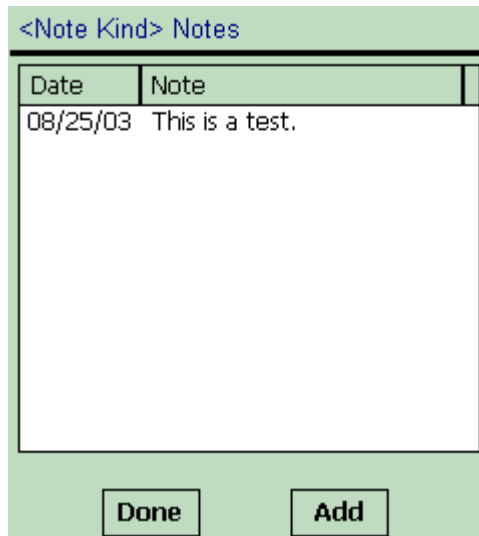 <Note Kind> Notes
Date Note
08/25/03 This is a test.
Done Add